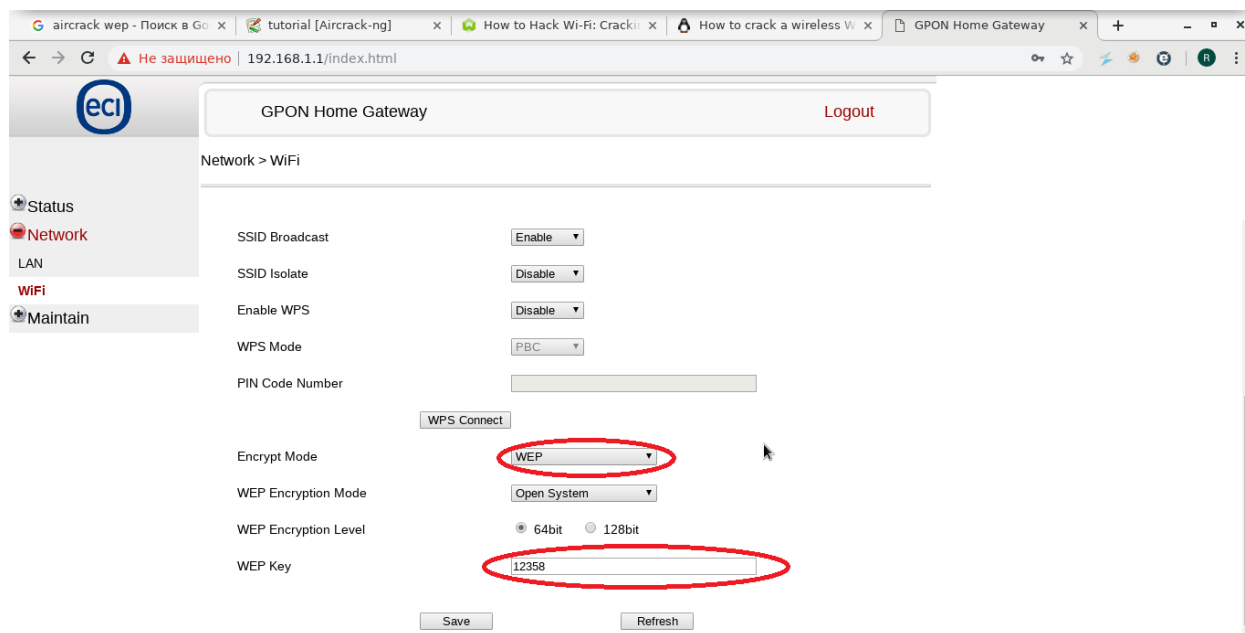 aircrack wep - Поиск в Go
tutorial [Aircrack-ng]
How to Hack Wi-Fi: Crackin
How to crack a wireless W
GPON Home Gateway
Не защищено
192.168.1.1/index.html
R
eci
GPON Home Gateway
Logout
Network > WiFi
Status
Network
LAN
WiFi
Maintain
SSID Broadcast Enable
SSID Isolate Disable
Enable WPS Disable
WPS Mode PBC
PIN Code Number
WPS Connect
Encrypt Mode WEP
WEP Encryption Mode Open System
WEP Encryption Level 64bit 128bit
WEP Key 12358
Save Refresh